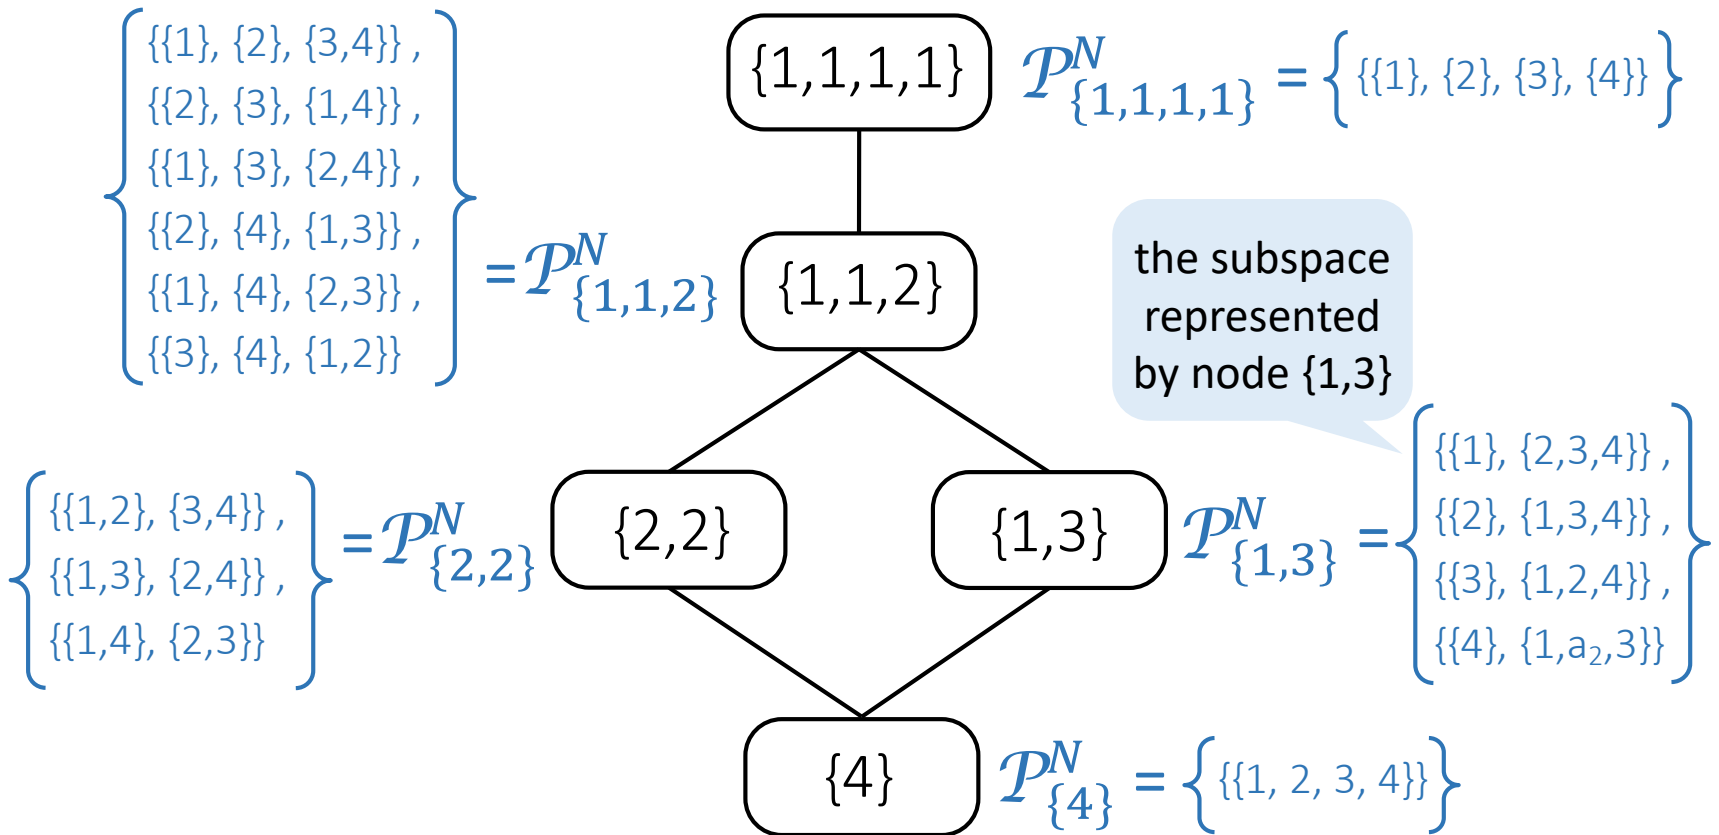 {{1}, {2}, {3,4}} ,
{{2}, {3}, {1,4}} ,
{{1}, {3}, {2,4}} ,
{{2}, {4}, {1,3}} ,
{{1}, {4}, {2,3}} ,
{{3}, {4}, {1,2}}
= 𝒫^N_{1,1,2}
{1,1,1,1}
𝒫^N_{1,1,1,1} = { {{1}, {2}, {3}, {4}} }
{1,1,2}
the subspace
represented
by node {1,3}
{{1,2}, {3,4}} ,
{{1,3}, {2,4}} ,
{{1,4}, {2,3}}
= 𝒫^N_{2,2}
{2,2}
{1,3}
𝒫^N_{1,3} =
{{1}, {2,3,4}} ,
{{2}, {1,3,4}} ,
{{3}, {1,2,4}} ,
{{4}, {1,a₂,3}}
{4}
𝒫^N_{4} = { {{1, 2, 3, 4}} }